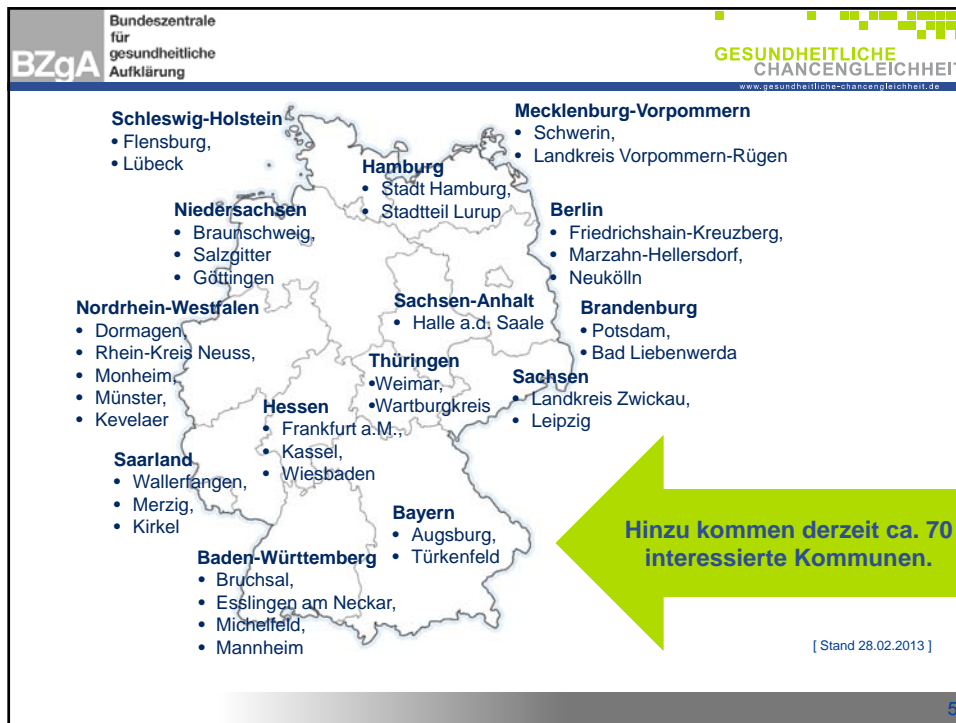 Bundeszentrale
für
gesundheitliche
Aufklärung
BZgA
GESUNDHEITLICHE
CHANCENGLEICHHEIT
www.gesundheitliche-chancengleichheit.de
Schleswig-Holstein
• Flensburg,
• Lübeck
Mecklenburg-Vorpommern
• Schwerin,
• Landkreis Vorpommern-Rügen
Hamburg
• Stadt Hamburg,
• Stadtteil Lurup
Niedersachsen
• Braunschweig,
• Salzgitter
• Göttingen
Berlin
• Friedrichshain-Kreuzberg,
• Marzahn-Hellersdorf,
• Neukölln
Nordrhein-Westfalen
• Dormagen,
• Rhein-Kreis Neuss,
• Monheim,
• Münster,
• Kevelaer
Sachsen-Anhalt
• Halle a.d. Saale
Brandenburg
• Potsdam,
• Bad Liebenwerda
Thüringen
•Weimar,
•Wartburgkreis
Sachsen
• Landkreis Zwickau,
• Leipzig
Hessen
• Frankfurt a.M.,
• Kassel,
• Wiesbaden
Saarland
• Wallerfangen,
• Merzig,
• Kirkel
Bayern
• Augsburg,
• Türkenfeld
Baden-Württemberg
• Bruchsal,
• Esslingen am Neckar,
• Michelfeld,
• Mannheim
Hinzu kommen derzeit ca. 70
interessierte Kommunen.
[ Stand 28.02.2013 ]
5